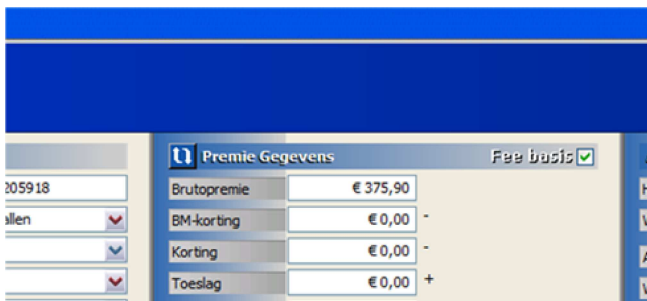 Premie Gegevens Fee basis
205918 Brutopremie € 375,90
allen BM-korting € 0,00 -
Korting € 0,00 -
Toeslag € 0,00 +